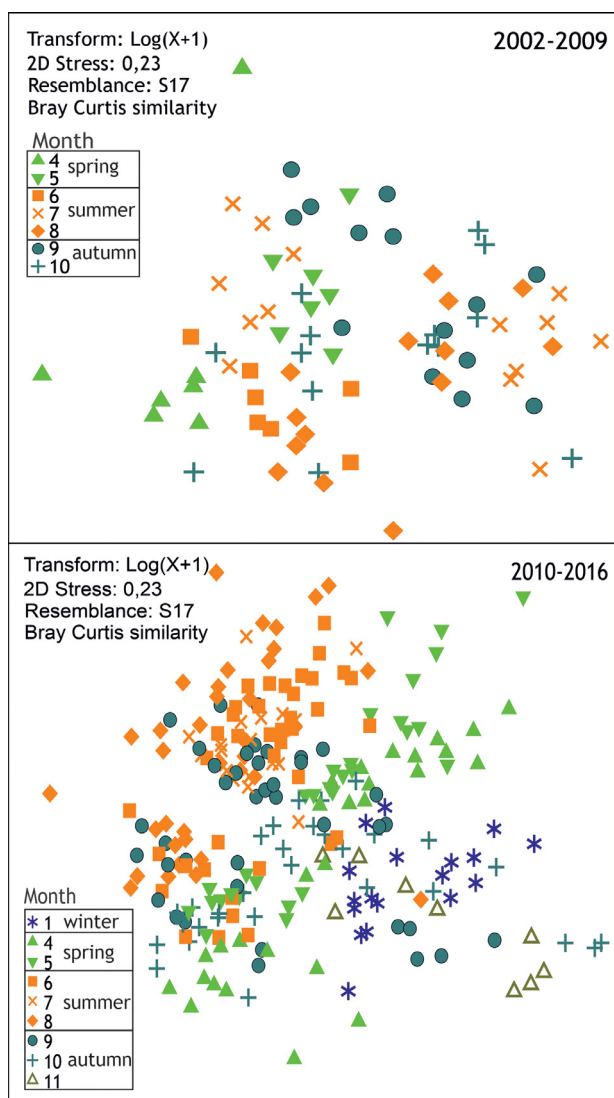 Transform: Log(X+1)
2002-2009
2D Stress: 0,23
Resemblance: S17
Bray Curtis similarity
Month
4 spring
5
6
7 summer
8
9 autumn
10
Transform: Log(X+1)
2010-2016
2D Stress: 0,23
Resemblance: S17
Bray Curtis similarity
Month
1 winter
4 spring
5
6
7 summer
8
9
10 autumn
11